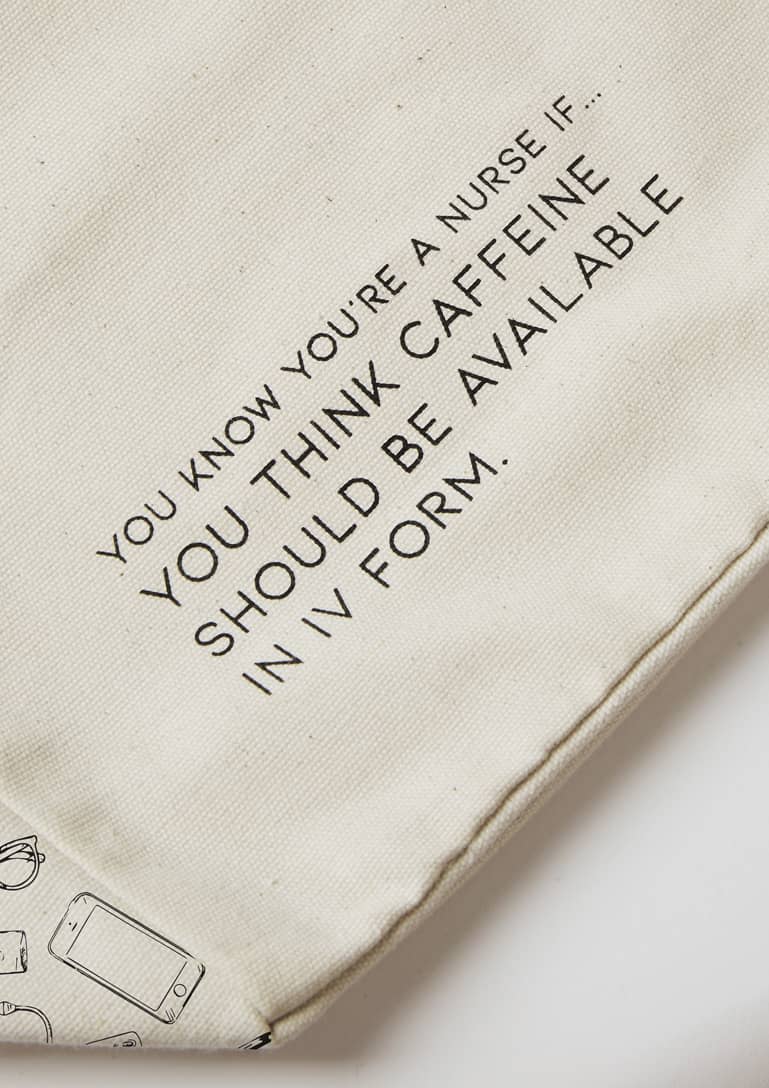 YOU KNOW YOU'RE A NURSE IF...
YOU THINK CAFFEINE
SHOULD BE AVAILABLE
IN IV FORM.